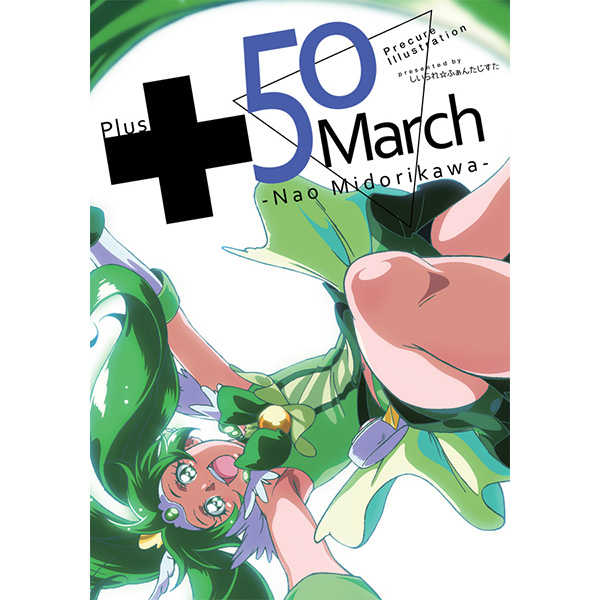 Plus
+50
March
-Nao Midorikawa-
Precure
Illustration
presented by
しいられ☆ふぁんたじすた